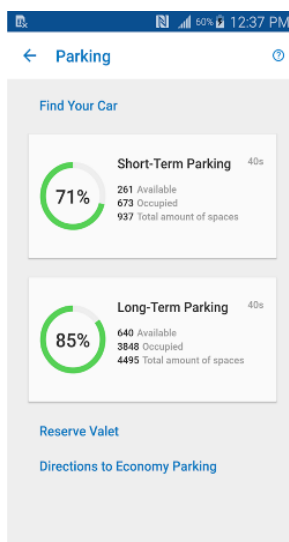 60% 12:37 PM
Parking
Find Your Car
Short-Term Parking 40s
71%
261 Available
673 Occupied
937 Total amount of spaces
Long-Term Parking 40s
85%
640 Available
3848 Occupied
4495 Total amount of spaces
Reserve Valet
Directions to Economy Parking